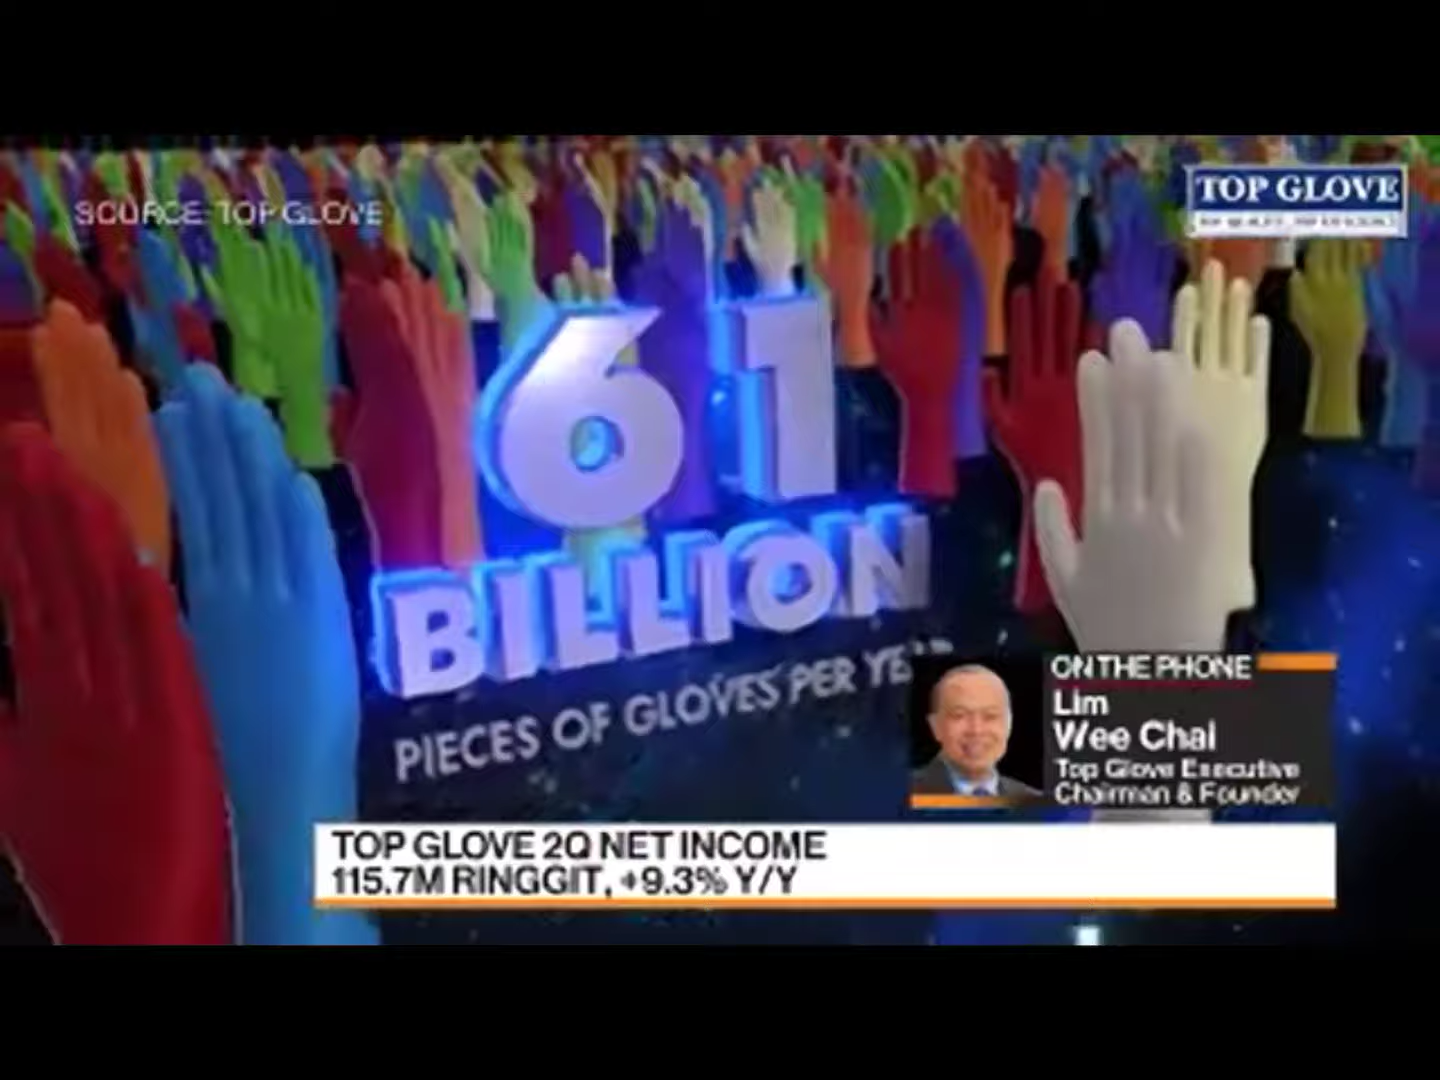 SOURCE: TOP GLOVE
TOP GLOVE
61
BILLION
PIECES OF GLOVES PER
ON THE PHONE
Lim
Wee Chai
Top Glove Executive
Chairman & Founder
TOP GLOVE 2Q NET INCOME
115.7M RINGGIT, +9.3% Y/Y